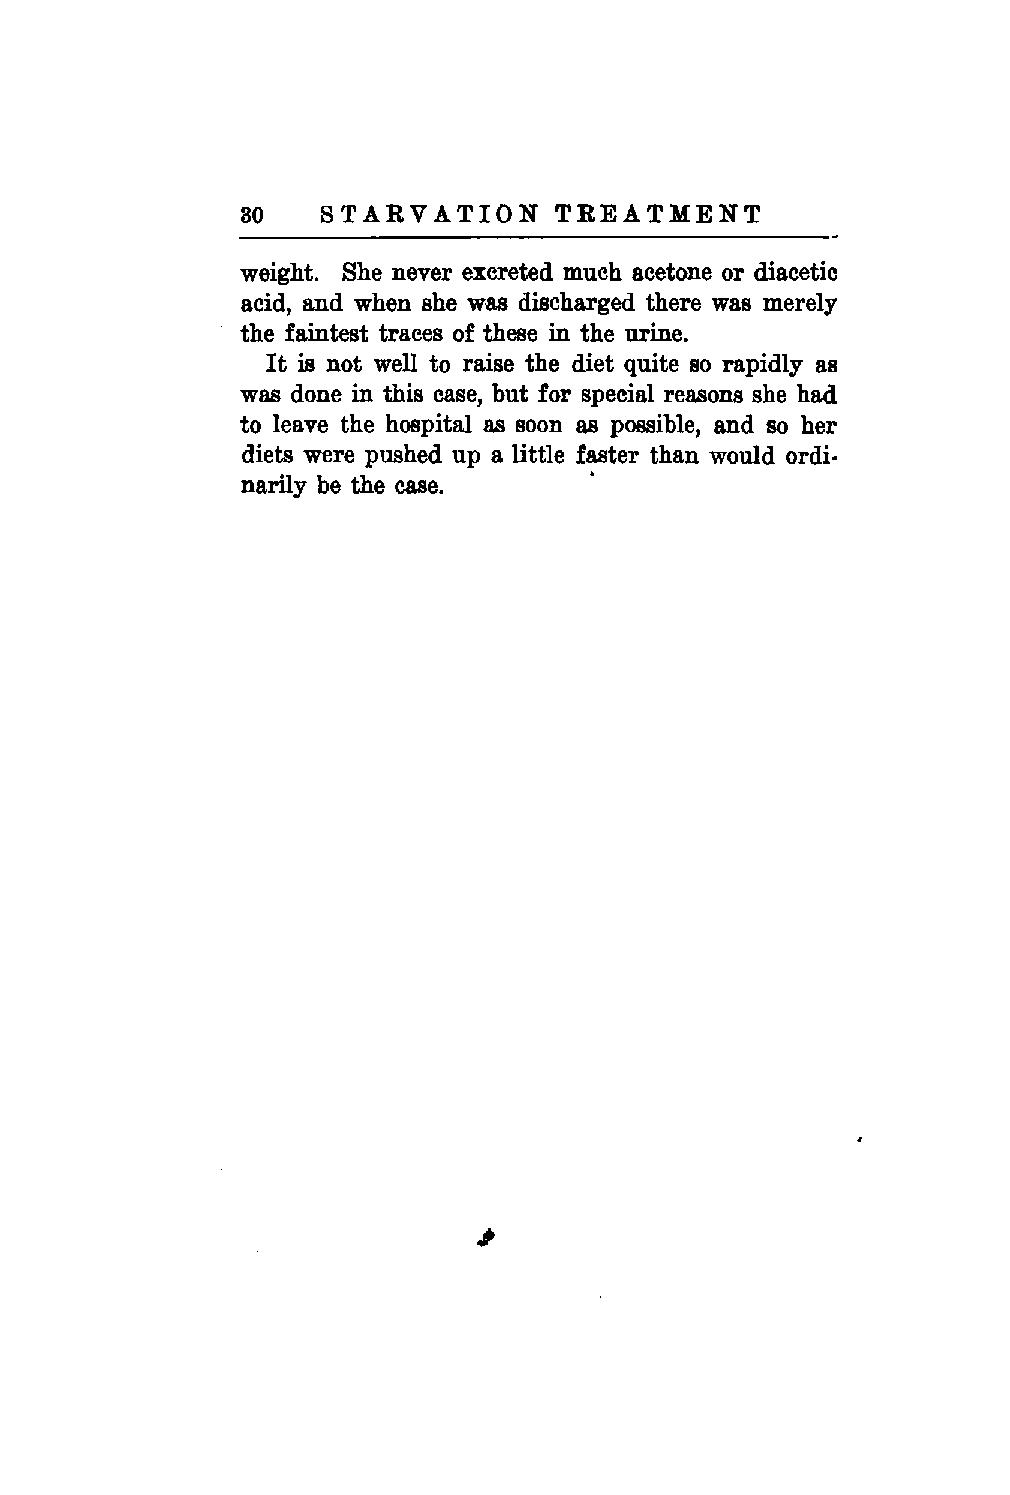 30 STARVATION TREATMENT
weight. She never excreted much acetone or diacetic
acid, and when she was discharged there was merely
the faintest traces of these in the urine.
It is not well to raise the diet quite so rapidly as
was done in this case, but for special reasons she had
to leave the hospital as soon as possible, and so her
diets were pushed up a little faster than would ordi-
narily be the case.